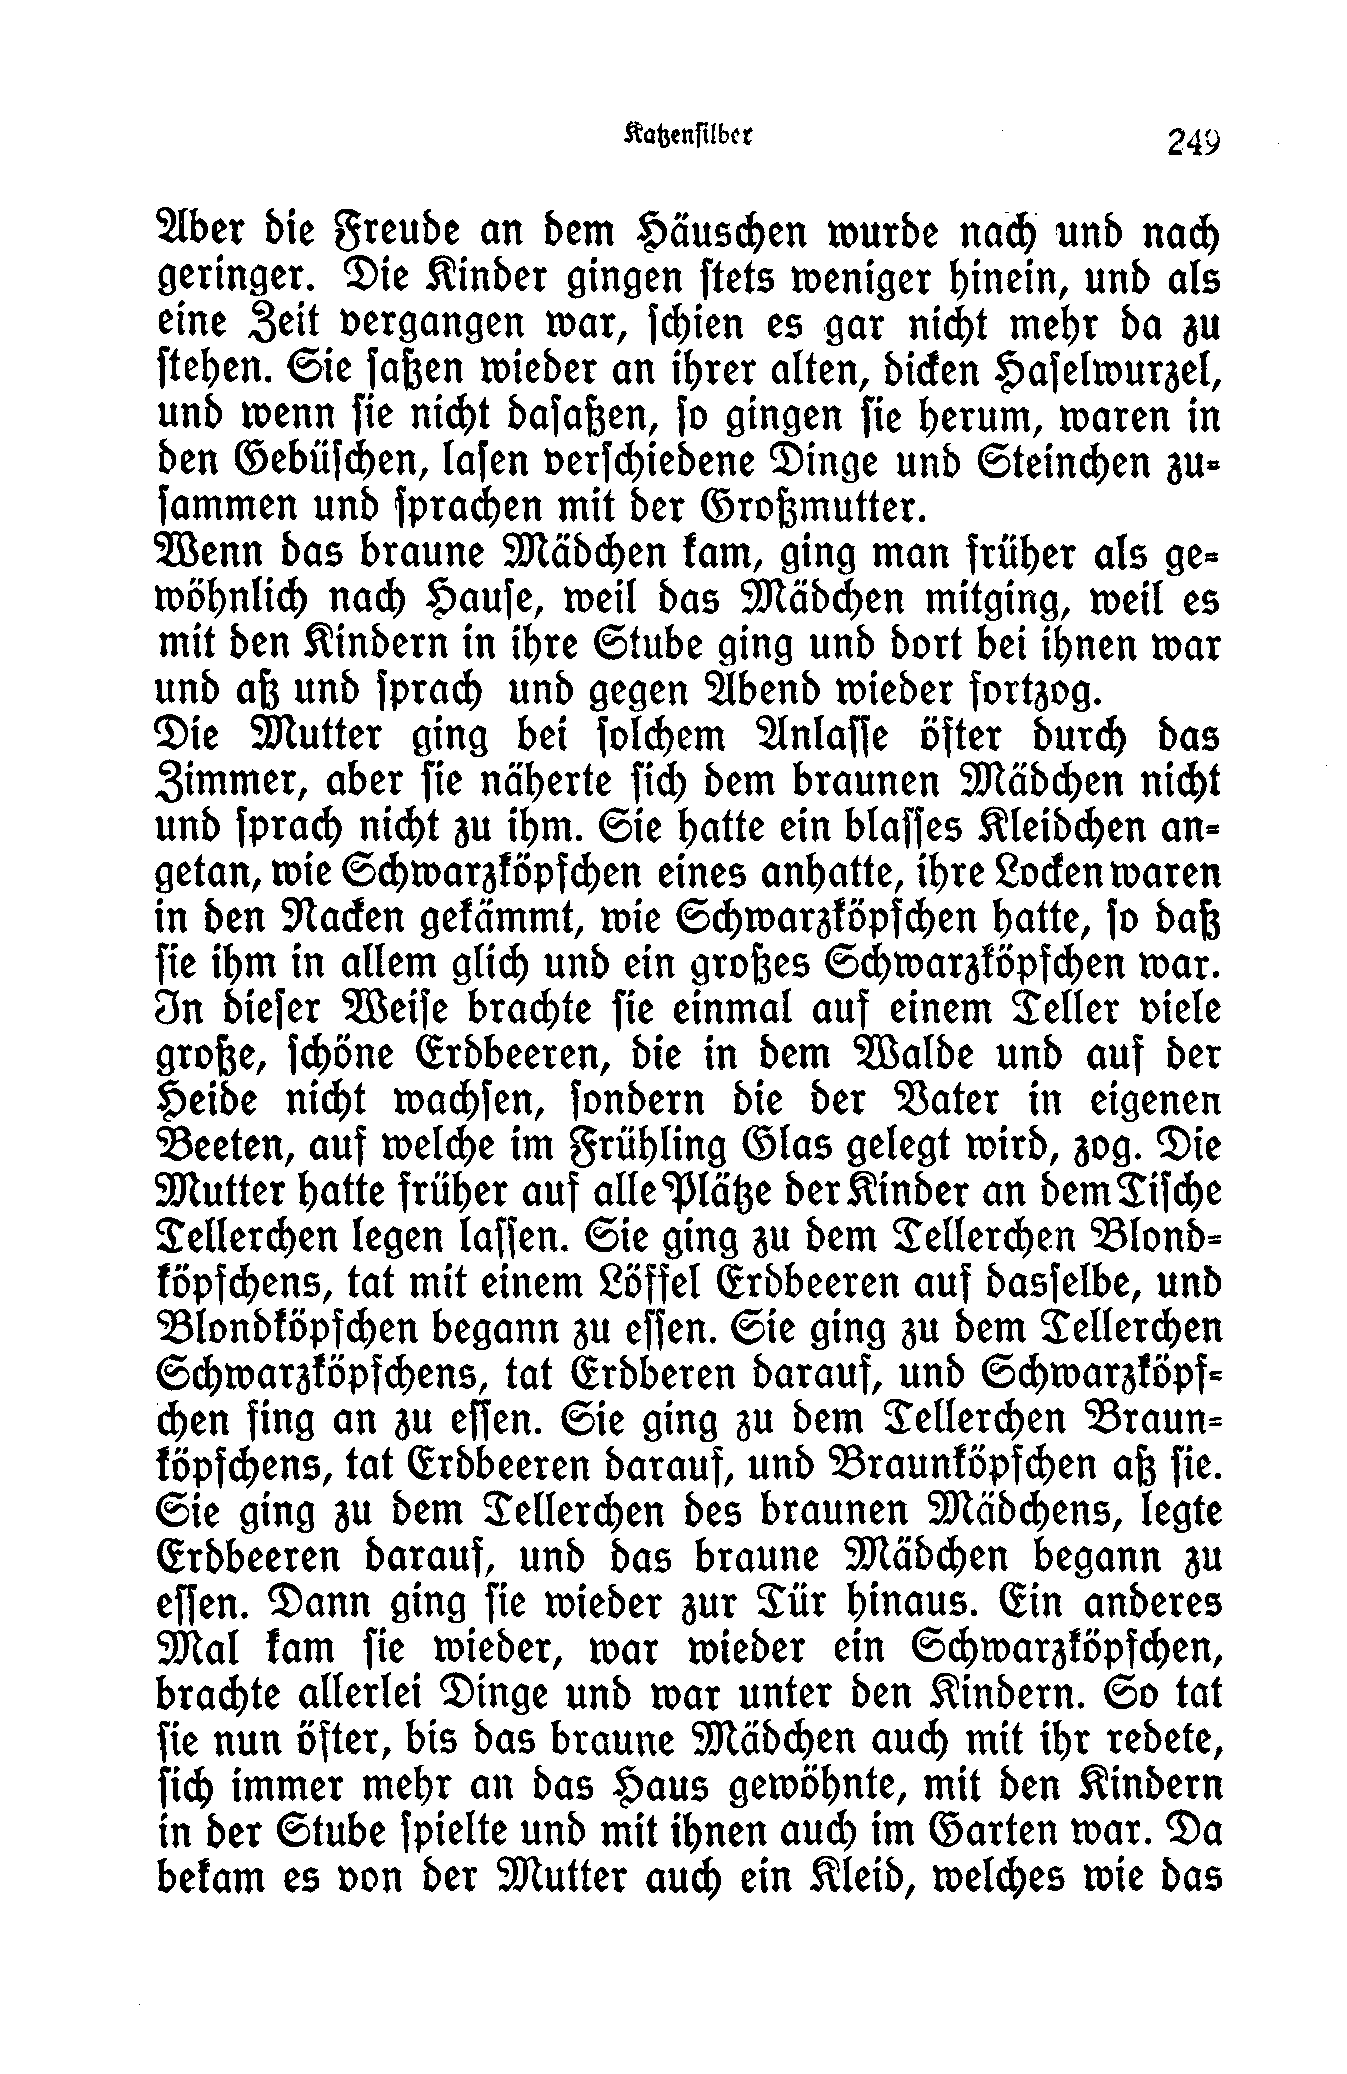 Katzensilber
249
Aber die Freude an dem Häuschen wurde nach und nach
geringer. Die Kinder gingen stets weniger hinein, und als
eine Zeit vergangen war, schien es gar nicht mehr da zu
stehen. Sie saßen wieder an ihrer alten, dicken Haselwurzel,
und wenn sie nicht dasaßen, so gingen sie herum, waren in
den Gebüschen, lasen verschiedene Dinge und Steinchen zu-
sammen und sprachen mit der Großmutter.
Wenn das braune Mädchen kam, ging man früher als ge-
wöhnlich nach Hause, weil das Mädchen mitging, weil es
mit den Kindern in ihre Stube ging und dort bei ihnen war
und aß und sprach und gegen Abend wieder fortzog.
Die Mutter ging bei solchem Anlasse öfter durch das
Zimmer, aber sie näherte sich dem braunen Mädchen nicht
und sprach nicht zu ihm. Sie hatte ein blasses Kleidchen an-
getan, wie Schwarzköpfchen eines anhatte, ihre Locken waren
in den Nacken gekämmt, wie Schwarzköpfchen hatte, so daß
sie ihm in allem glich und ein großes Schwarzköpfchen war.
In dieser Weise brachte sie einmal auf einem Teller viele
große, schöne Erdbeeren, die in dem Walde und auf der
Heide nicht wachsen, sondern die der Vater in eigenen
Beeten, auf welche im Frühling Glas gelegt wird, zog. Die
Mutter hatte früher auf alle Plätze der Kinder an dem Tische
Tellerchen legen lassen. Sie ging zu dem Tellerchen Blond-
köpfchens, tat mit einem Löffel Erdbeeren auf dasselbe, und
Blondköpfchen begann zu essen. Sie ging zu dem Tellerchen
Schwarzköpfchens, tat Erdberen darauf, und Schwarzköpf-
chen fing an zu essen. Sie ging zu dem Tellerchen Braun-
köpfchens, tat Erdbeeren darauf, und Braunköpfchen aß sie.
Sie ging zu dem Tellerchen des braunen Mädchens, legte
Erdbeeren darauf, und das braune Mädchen begann zu
essen. Dann ging sie wieder zur Tür hinaus. Ein anderes
Mal kam sie wieder, war wieder ein Schwarzköpfchen,
brachte allerlei Dinge und war unter den Kindern. So tat
sie nun öfter, bis das braune Mädchen auch mit ihr redete,
sich immer mehr an das Haus gewöhnte, mit den Kindern
in der Stube spielte und mit ihnen auch im Garten war. Da
bekam es von der Mutter auch ein Kleid, welches wie das